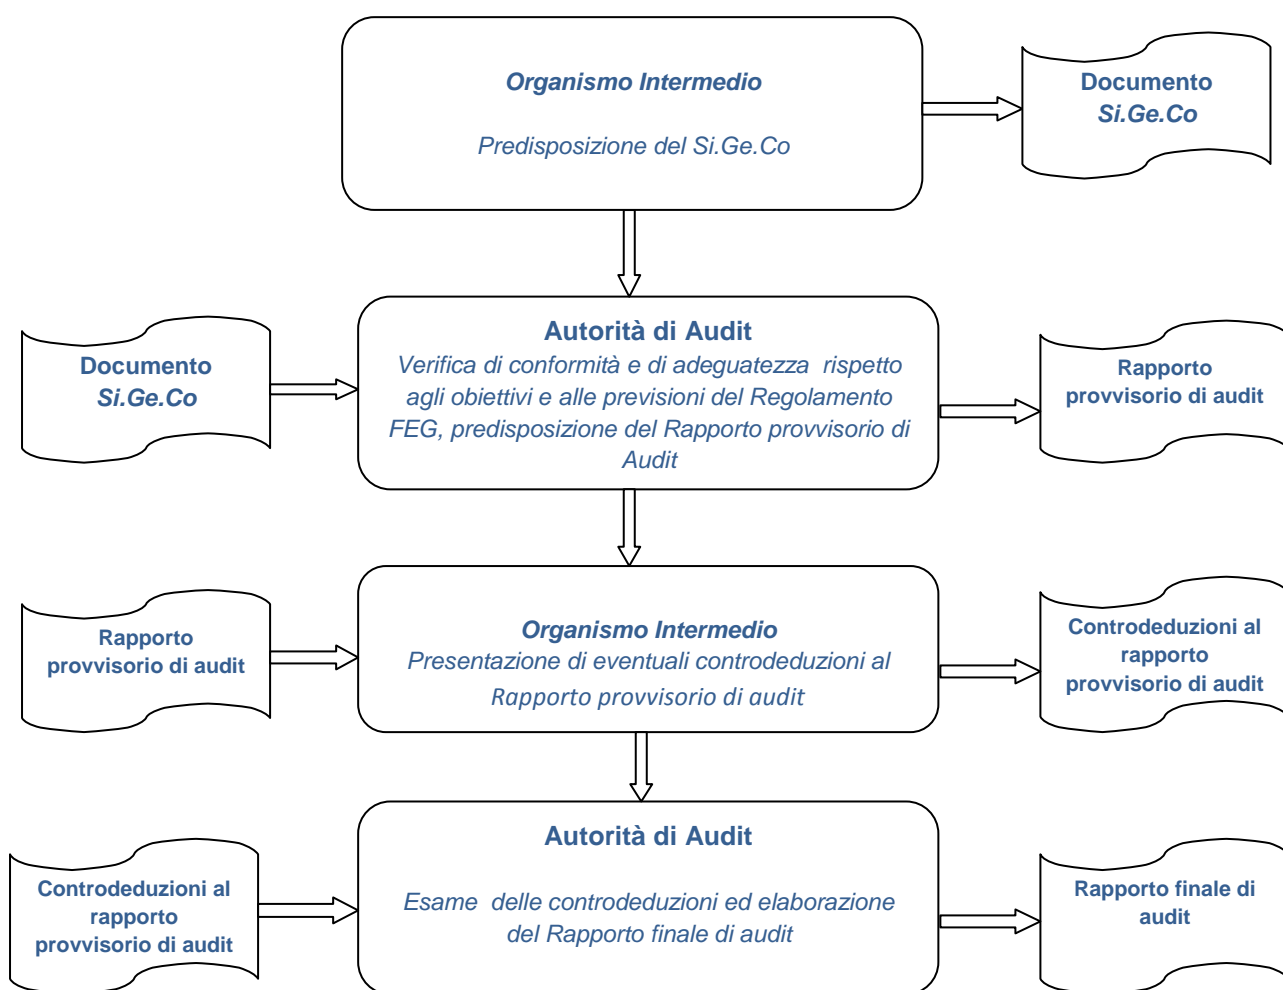 Organismo Intermedio
Predisposizione del Si.Ge.Co
Documento
Si.Ge.Co
Documento
Si.Ge.Co
Autorità di Audit
Verifica di conformità e di adeguatezza rispetto
agli obiettivi e alle previsioni del Regolamento
FEG, predisposizione del Rapporto provvisorio di
Audit
Rapporto
provvisorio di audit
Rapporto
provvisorio di audit
Organismo Intermedio
Presentazione di eventuali controdeduzioni al
Rapporto provvisorio di audit
Controdeduzioni al
rapporto
provvisorio di audit
Controdeduzioni al
rapporto
provvisorio di audit
Autorità di Audit
Esame delle controdeduzioni ed elaborazione
del Rapporto finale di audit
Rapporto finale di
audit